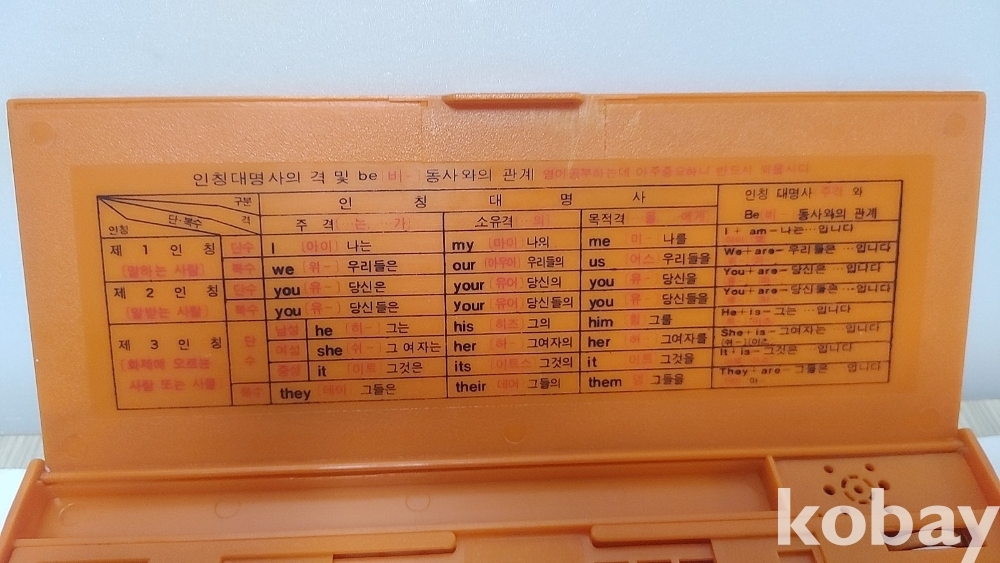 인칭대명사의 격 및 be [비-] 동사와의 관계 영어공부하는데 아주중요하니 반드시 외웁시다
구분 인 칭 대 명 사 인칭 대명사 주격 와
인칭 단·복수 격 주 격 (···는, ···가) 소유격 (···의) 목적격 (···를, ···에게) Be 비- 동사와의 관계
제 1 인 칭 단수 I [아이] 나는 my [마이] 나의 me [미-] 나를 I + am - 나는 ··· 입니다
[말하는 사람] 복수 we [위-] 우리들은 our [아우어] 우리들의 us [어스] 우리들을 We + are - 우리들은 ··· 입니다
제 2 인 칭 단수 you [유-] 당신은 your [유어] 당신의 you [유-] 당신을 You + are - 당신은 ··· 입니다
[말받는 사람] 복수 you [유-] 당신들은 your [유어] 당신들의 you [유-] 당신들을 You + are - 당신들은 ··· 입니다
제 3 인 칭 단 수 남성 he [히-] 그는 his [히즈] 그의 him [힘] 그를 He + is - 그는 ··· 입니다
[화제에 오르는 여성 she [쉬-] 그 여자는 her [허-] 그여자의 her [허-] 그여자를 She + is - 그여자는 ··· 입니다
사람 또는 사물 중성 it [이트] 그것은 its [이트스] 그것의 it [이트] 그것을 It + is - 그것은 ··· 입니다
복수 they [데이] 그들은 their [데어] 그들의 them [뎀] 그들을 They + are - 그들은 ··· 입니다
kobay